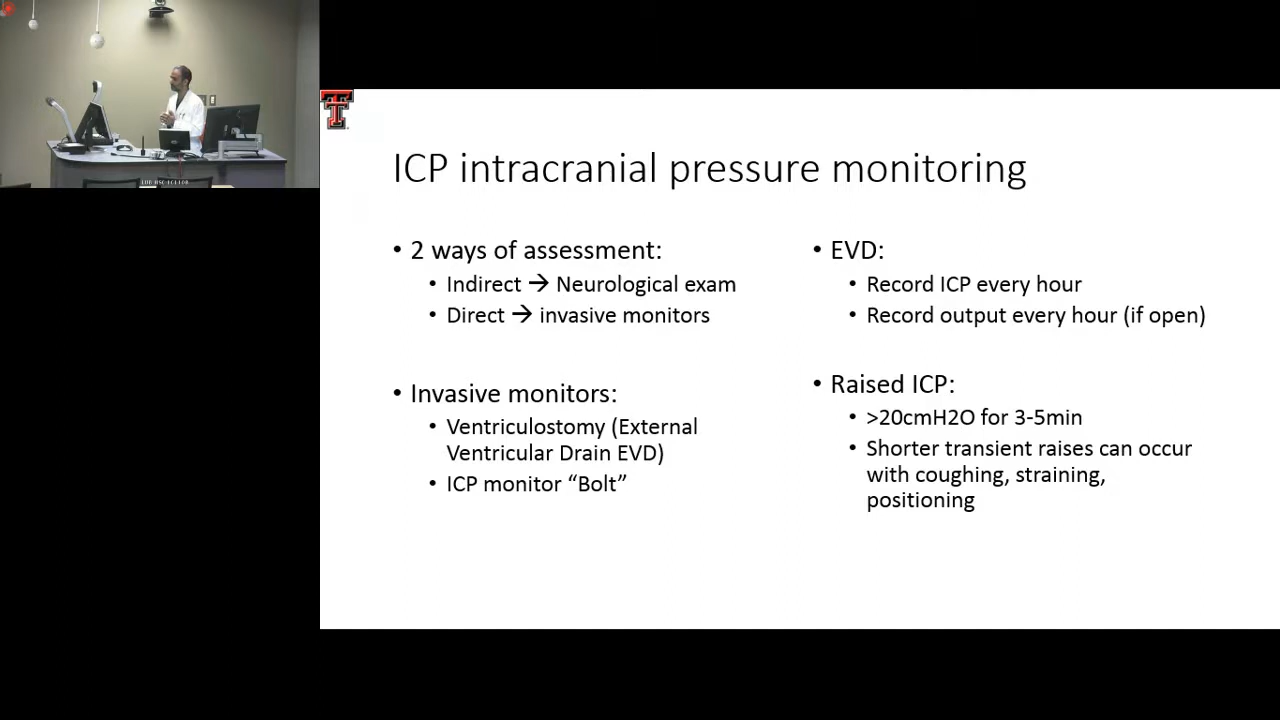 ICP intracranial pressure monitoring
• 2 ways of assessment:
• Indirect → Neurological exam
• Direct → invasive monitors
• Invasive monitors:
• Ventriculostomy (External
Ventricular Drain EVD)
• ICP monitor “Bolt”
• EVD:
• Record ICP every hour
• Record output every hour (if open)
• Raised ICP:
• >20cmH2O for 3-5min
• Shorter transient raises can occur
with coughing, straining,
positioning